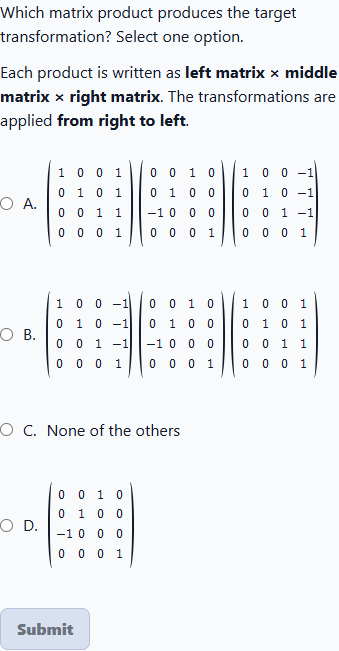 Which matrix product produces the target
transformation? Select one option.
Each product is written as left matrix × middle
matrix × right matrix. The transformations are
applied from right to left.
A.
1 0 0 1 0 0 1 0 1 0 0 -1
0 1 0 1 0 1 0 0 0 1 0 -1
0 0 1 1 -1 0 0 0 0 0 1 -1
0 0 0 1 0 0 0 1 0 0 0 1
B.
1 0 0 -1 0 0 1 0 1 0 0 1
0 1 0 -1 0 1 0 0 0 1 0 1
0 0 1 -1 -1 0 0 0 0 0 1 1
0 0 0 1 0 0 0 1 0 0 0 1
C. None of the others
D.
0 0 1 0
0 1 0 0
-1 0 0 0
0 0 0 1
Submit